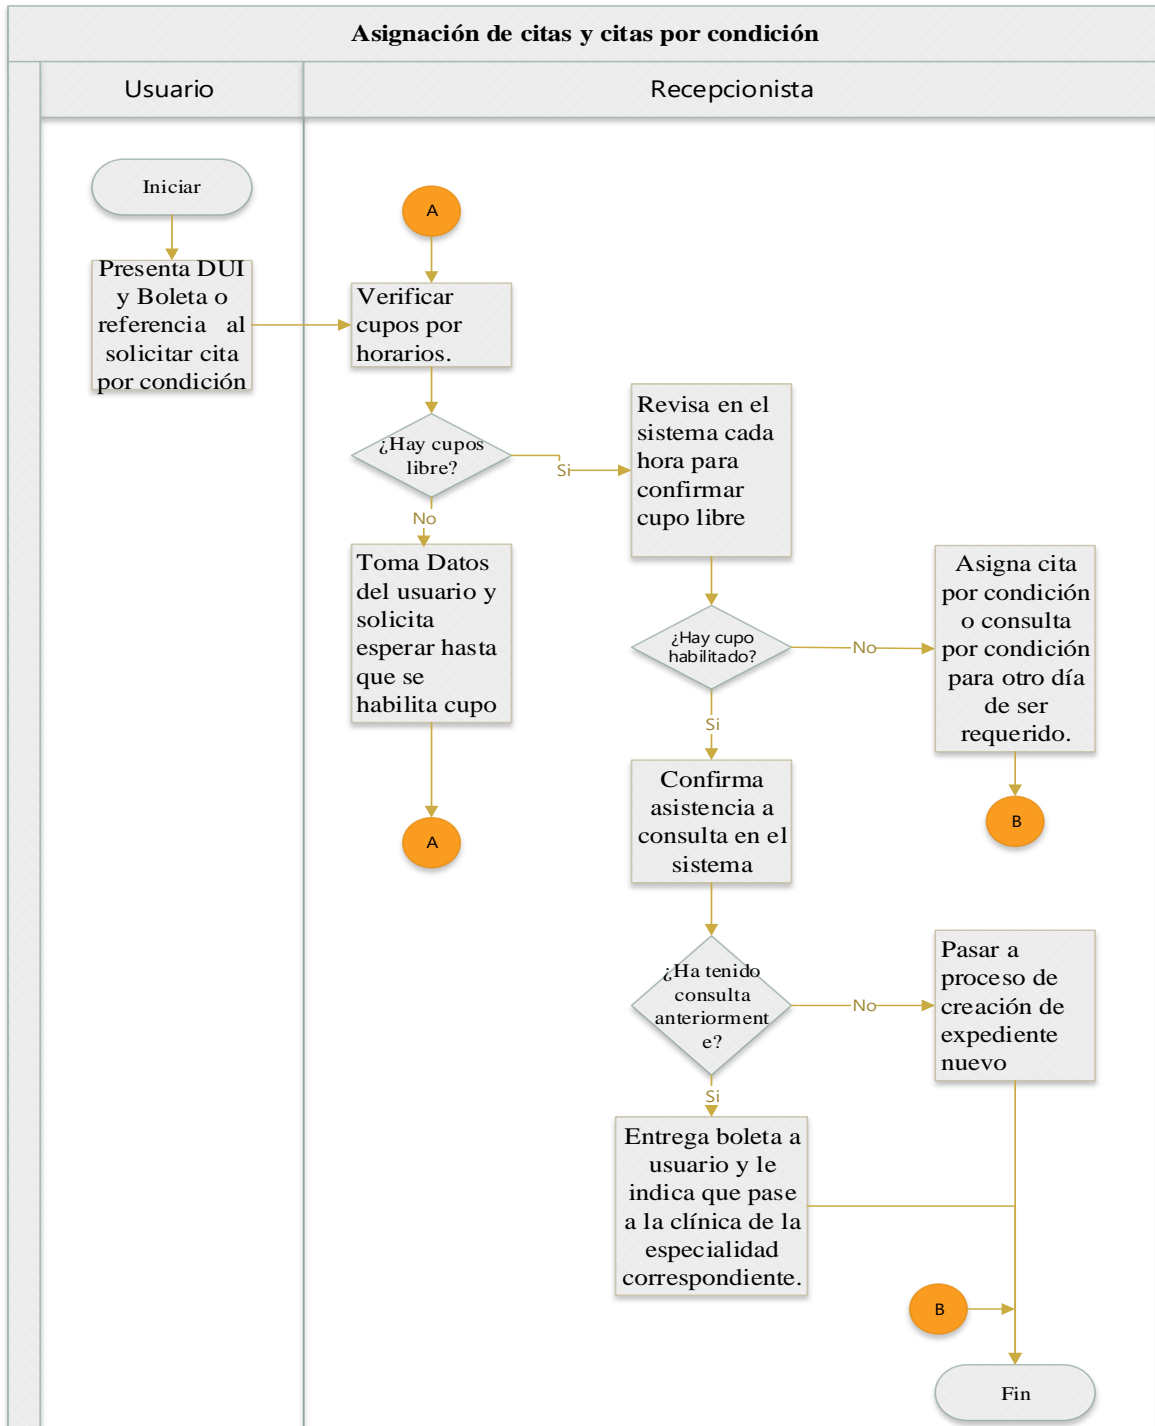 Asignación de citas y citas por condición
Usuario
Recepcionista
Iniciar
Presenta DUI
y Boleta o
referencia al
solicitar cita
por condición
A
Verificar
cupos por
horarios.
¿Hay cupos
libre?
Si
No
Revisa en el
sistema cada
hora para
confirmar
cupo libre
Toma Datos
del usuario y
solicita
esperar hasta
que se
habilita cupo
A
¿Hay cupo
habilitado?
No
Si
Asigna cita
por condición
o consulta
por condición
para otro día
de ser
requerido.
B
Confirma
asistencia a
consulta en el
sistema
¿Ha tenido
consulta
anteriorment
e?
No
Si
Pasar a
proceso de
creación de
expediente
nuevo
Entrega boleta a
usuario y le
indica que pase
a la clínica de la
especialidad
correspondiente.
B
Fin